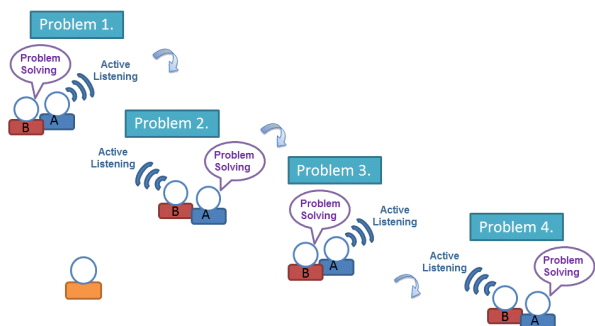 Problem 1.
Problem
Solving
Active
Listening
B
A
Problem 2.
Active
Listening
Problem
Solving
B
A
Problem 3.
Problem
Solving
Active
Listening
B
A
Problem 4.
Active
Listening
Problem
Solving
B
A